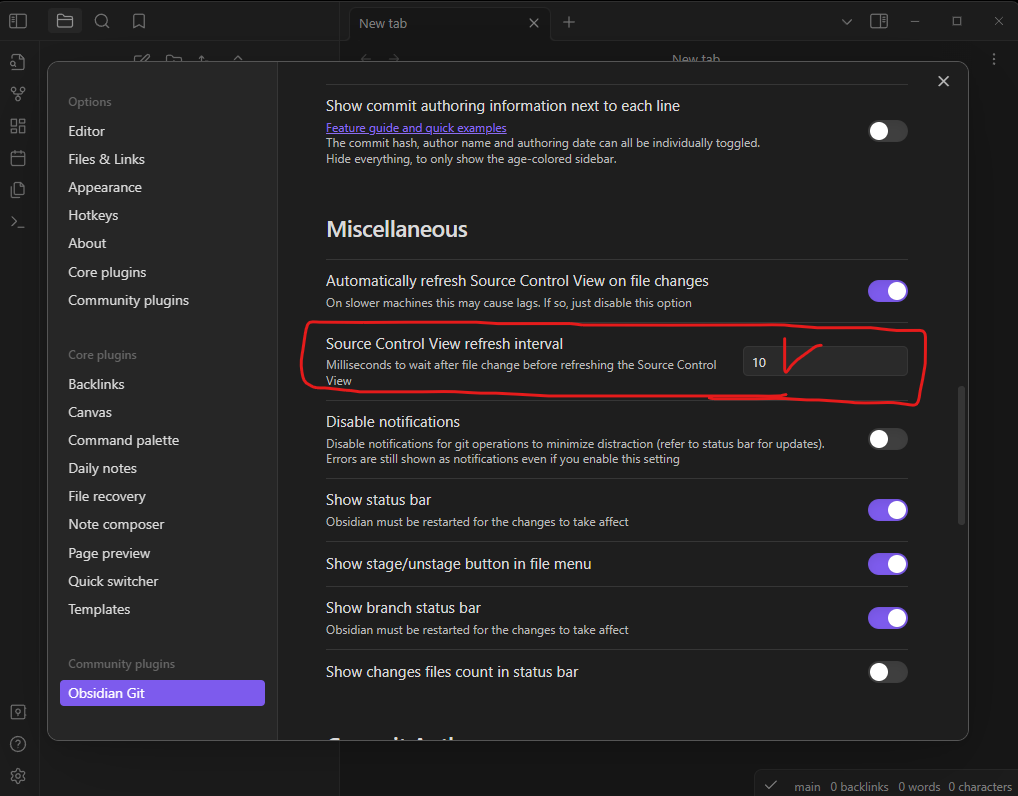 New tab
New tab
Options
Editor
Files & Links
Appearance
Hotkeys
About
Core plugins
Community plugins
Core plugins
Backlinks
Canvas
Command palette
Daily notes
File recovery
Note composer
Page preview
Quick switcher
Templates
Community plugins
Obsidian Git
Show commit authoring information next to each line
Feature guide and quick examples
The commit hash, author name and authoring date can all be individually toggled.
Hide everything, to only show the age-colored sidebar.
Miscellaneous
Automatically refresh Source Control View on file changes
On slower machines this may cause lags. If so, just disable this option
Source Control View refresh interval
Milliseconds to wait after file change before refreshing the Source Control
View
10
Disable notifications
Disable notifications for git operations to minimize distraction (refer to status bar for updates).
Errors are still shown as notifications even if you enable this setting
Show status bar
Obsidian must be restarted for the changes to take affect
Show stage/unstage button in file menu
Show branch status bar
Obsidian must be restarted for the changes to take affect
Show changes files count in status bar
main 0 backlinks 0 words 0 characters